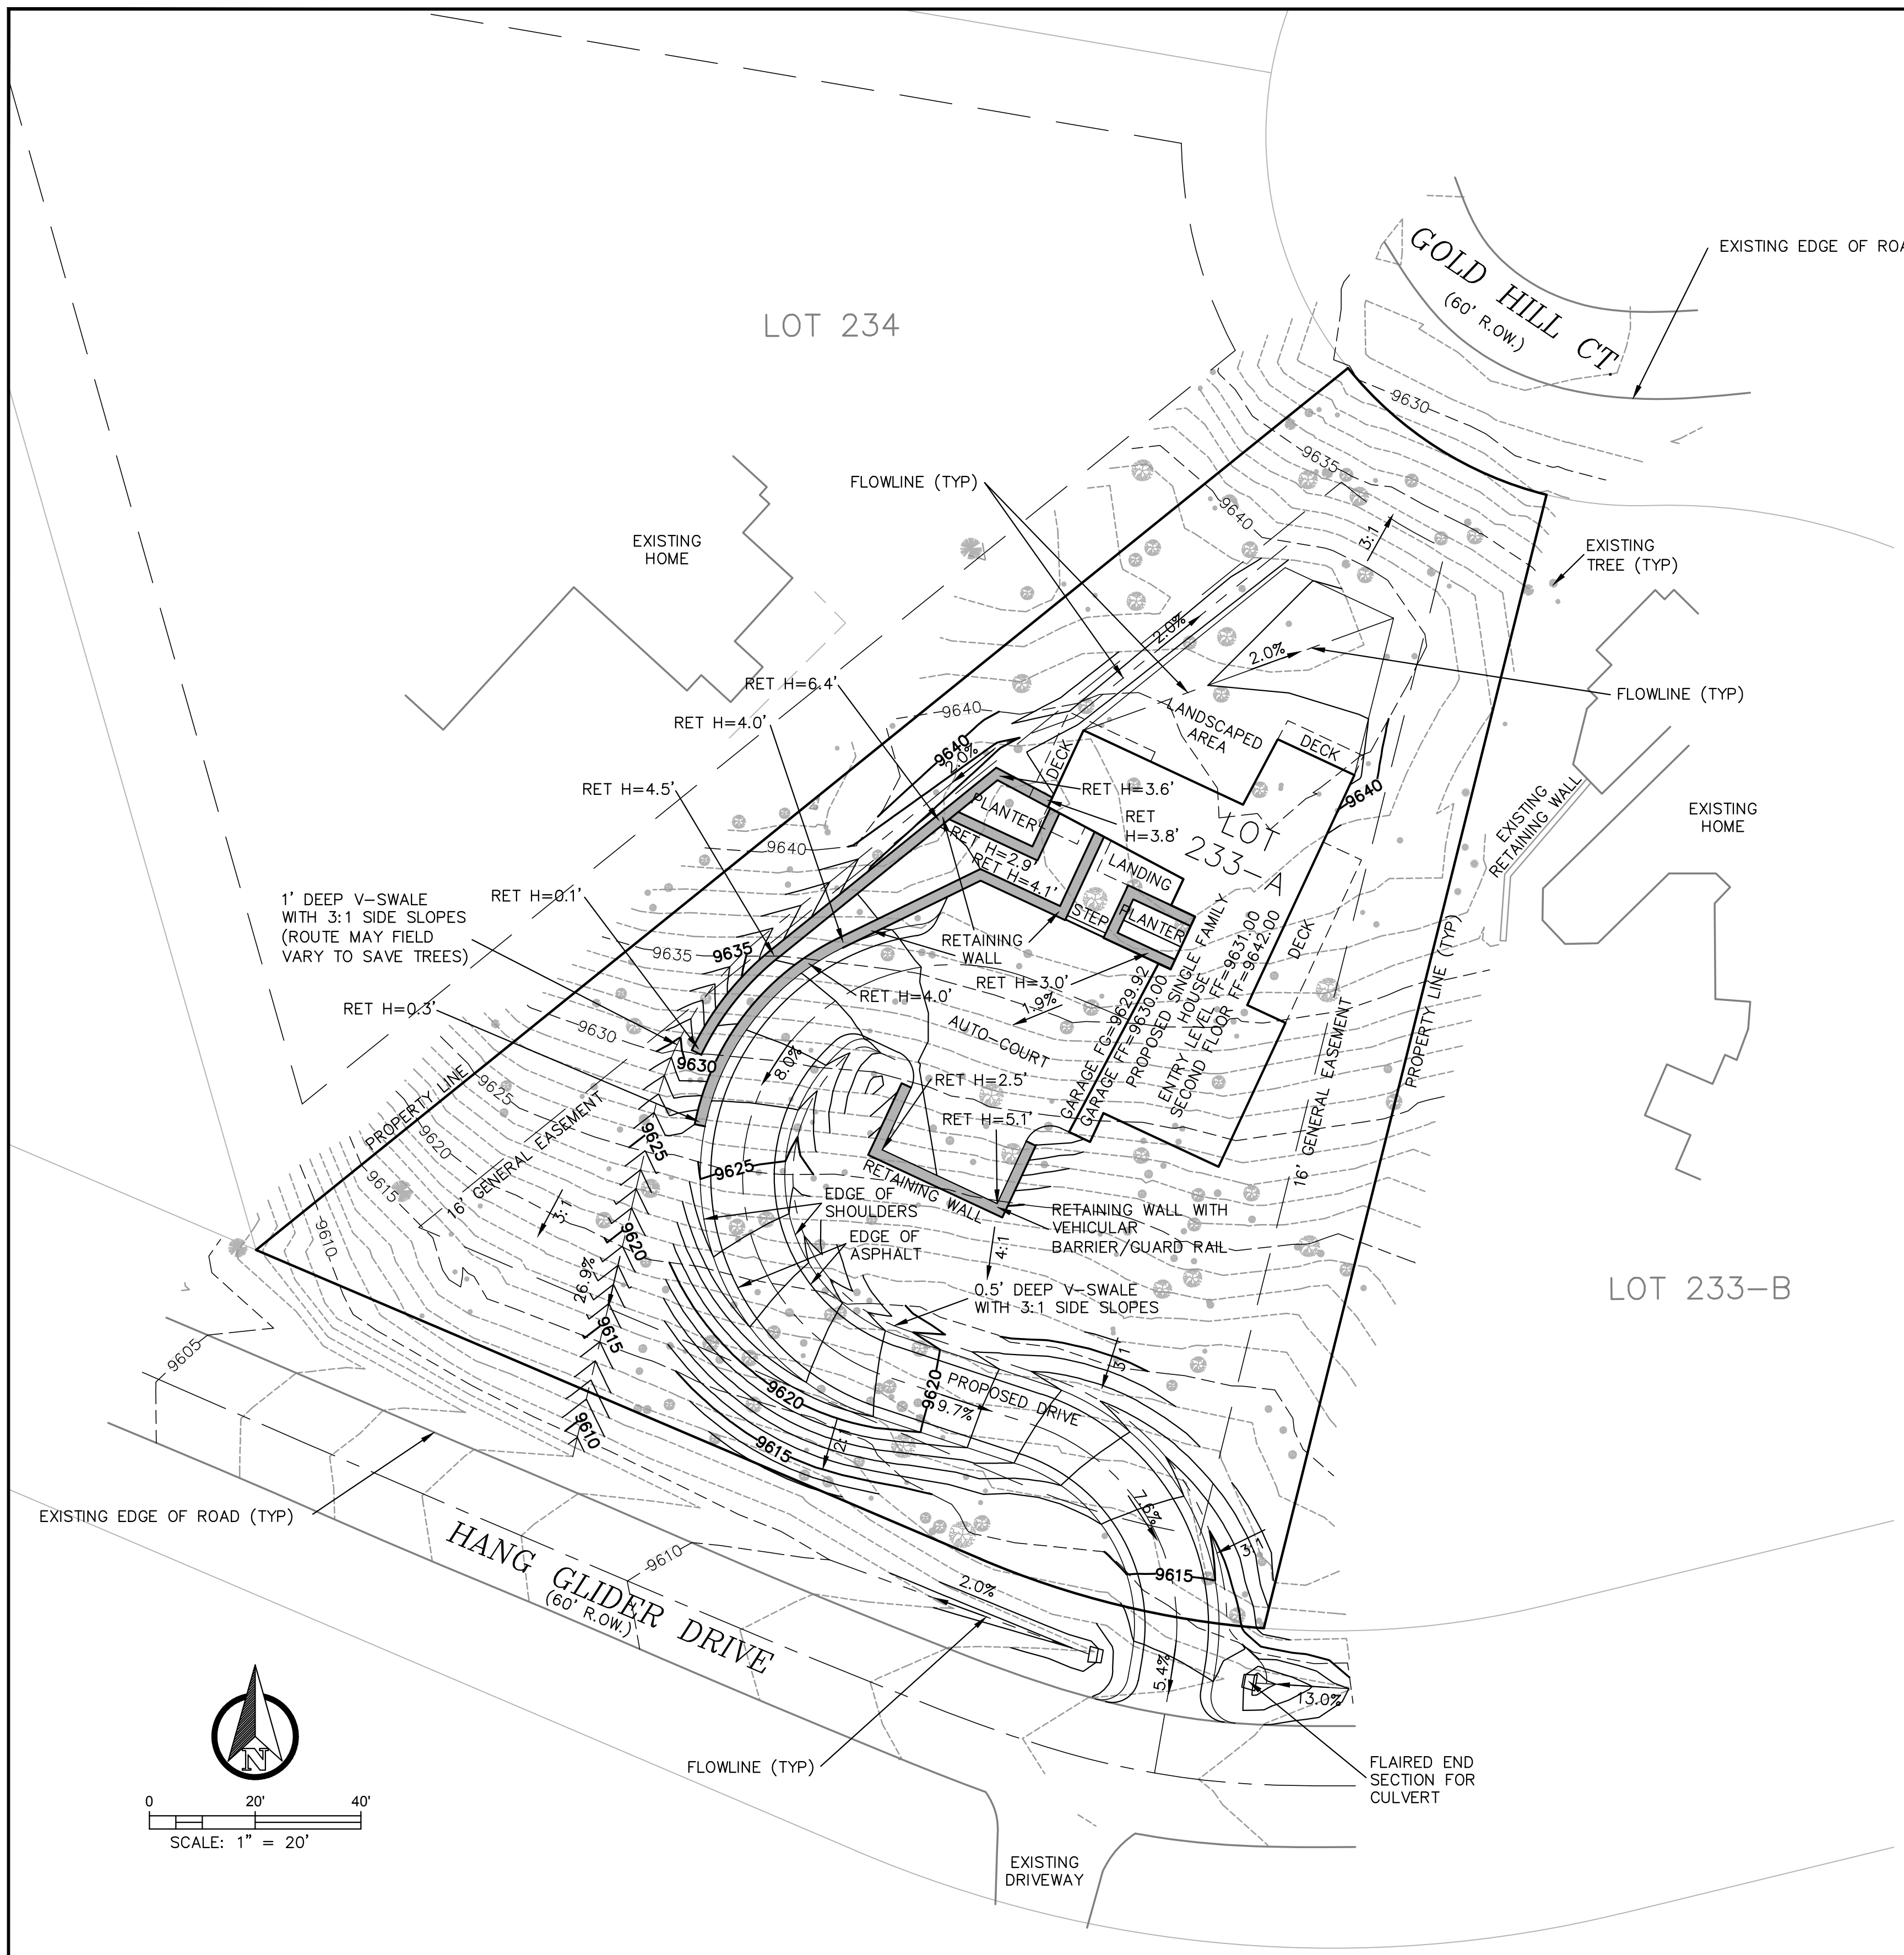 GOLD HILL CT.
(60' R.OW.)
EXISTING EDGE OF ROA
LOT 234
9630
9635
9640
FLOWLINE (TYP)
3:1
EXISTING
TREE (TYP)
EXISTING
HOME
2.0%
2.0%
FLOWLINE (TYP)
RET H=6.4'
RET H=4.0'
9640
9640
2.0%
LANDSCAPED
AREA
DECK
DECK
9640
RET H=4.5'
RET H=3.6'
PLANTER
RET
H=3.8'
LOT
233-A
EXISTING
RETAINING WALL
EXISTING
HOME
9640
RET H=2.9'
RET H=4.1'
LANDING
STEP
PLANTER
RET H=0.1'
1' DEEP V-SWALE
WITH 3:1 SIDE SLOPES
(ROUTE MAY FIELD
VARY TO SAVE TREES)
9635
9635
RETAINING
WALL
RET H=3.0'
RET H=4.0'
1.9%
AUTO-COURT
DECK
GARAGE FG=9629.92
GARAGE FF=9630.00
PROPOSED SINGLE FAMILY
HOUSE
ENTRY LEVEL FF=9631.00
SECOND FLOOR FF=9642.00
PROPERTY LINE (TYP)
16' GENERAL EASEMENT
RET H=0.3'
9630
9630
8.0%
RET H=2.5'
RET H=5.1'
PROPERTY LINE
9625
9620
9615
9610
16' GENERAL EASEMENT
9625
9625
RETAINING WALL
EDGE OF
SHOULDERS
EDGE OF
ASPHALT
RETAINING WALL WITH
VEHICULAR
BARRIER/GUARD RAIL
4:1
3:1
9620
26.9%
0.5' DEEP V-SWALE
WITH 3:1 SIDE SLOPES
LOT 233-B
9615
9605
3:1
9620
9620
PROPOSED DRIVE
9.7%
9610
9615
2:1
7.6%
3:1
EXISTING EDGE OF ROAD (TYP)
HANG GLIDER DRIVE
(60' R.OW.)
9610
9615
2.0%
5.4%
13.0%
FLOWLINE (TYP)
FLAIRED END
SECTION FOR
CULVERT
N
0 20' 40'
SCALE: 1" = 20'
EXISTING
DRIVEWAY